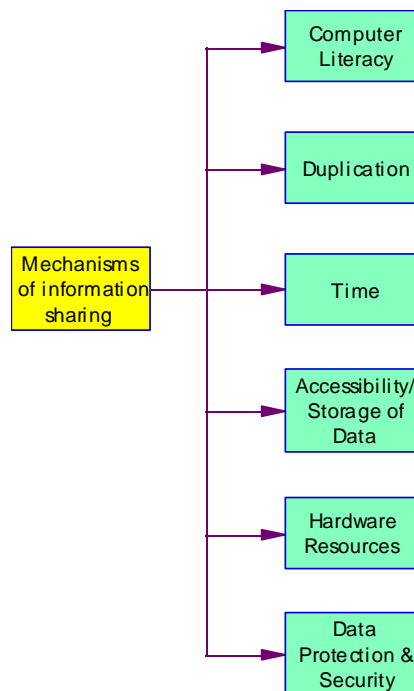 Computer
Literacy
Duplication
Mechanisms
of information
sharing
Time
Accessibility/
Storage of
Data
Hardware
Resources
Data
Protection &
Security